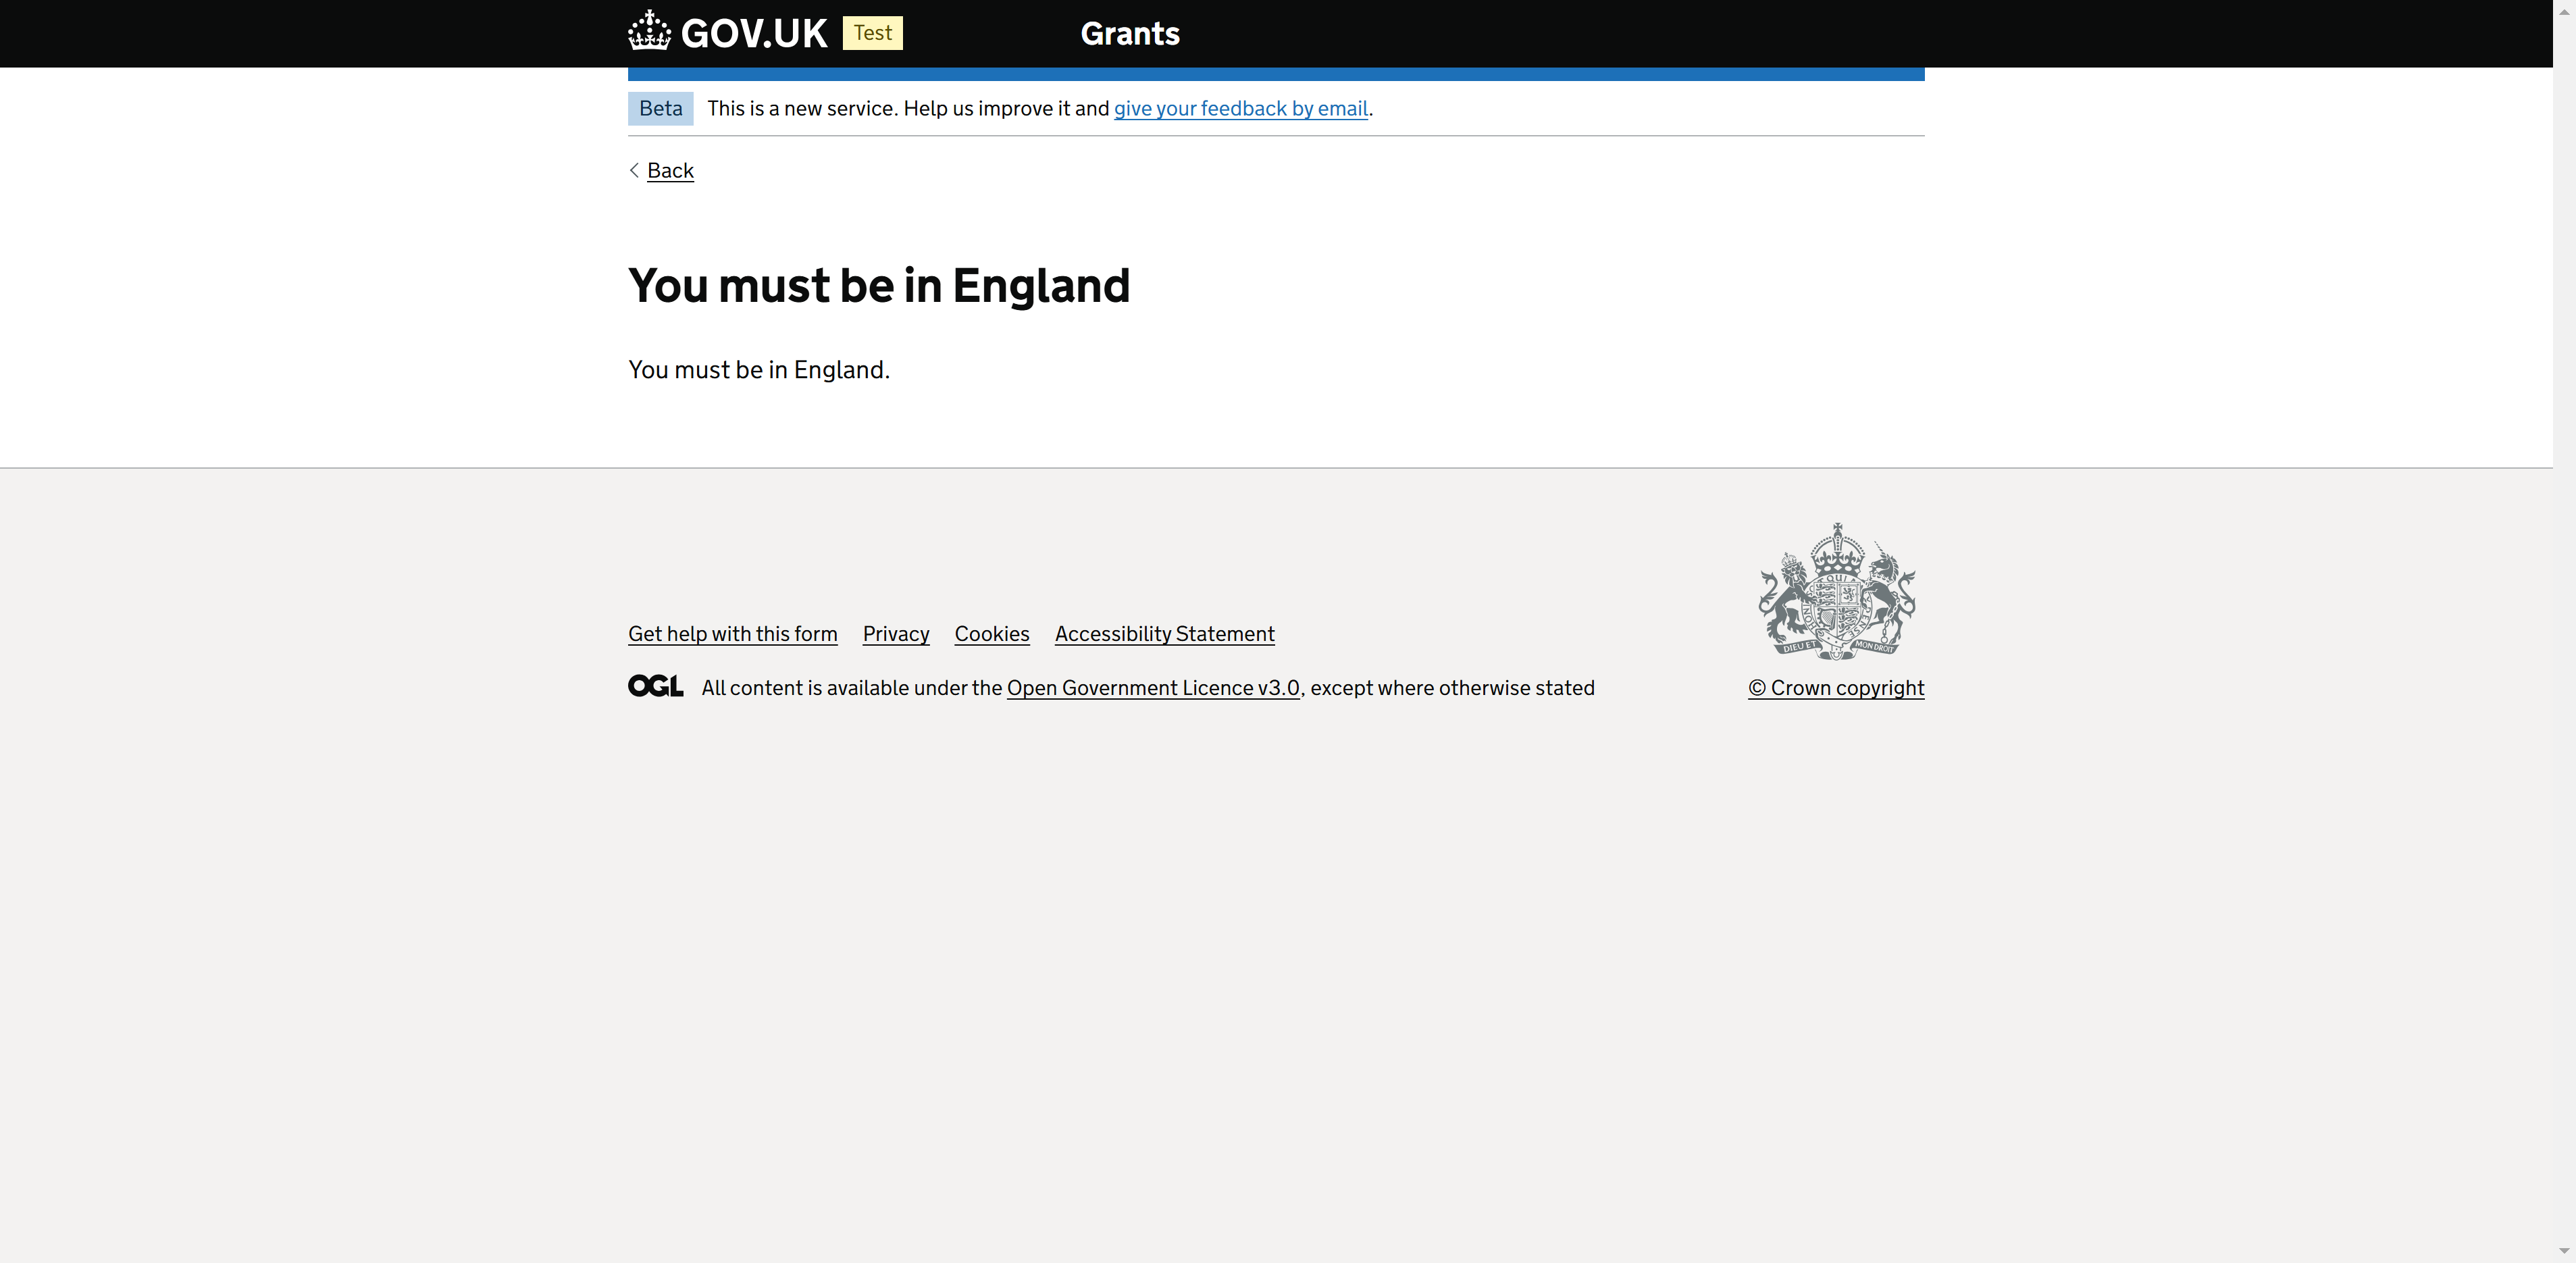 GOV.UK Test Grants
Beta This is a new service. Help us improve it and give your feedback by email.
Back
You must be in England
You must be in England.
Get help with this form Privacy Cookies Accessibility Statement
OGL All content is available under the Open Government Licence v3.0, except where otherwise stated
DIEU ET MON DROIT
© Crown copyright